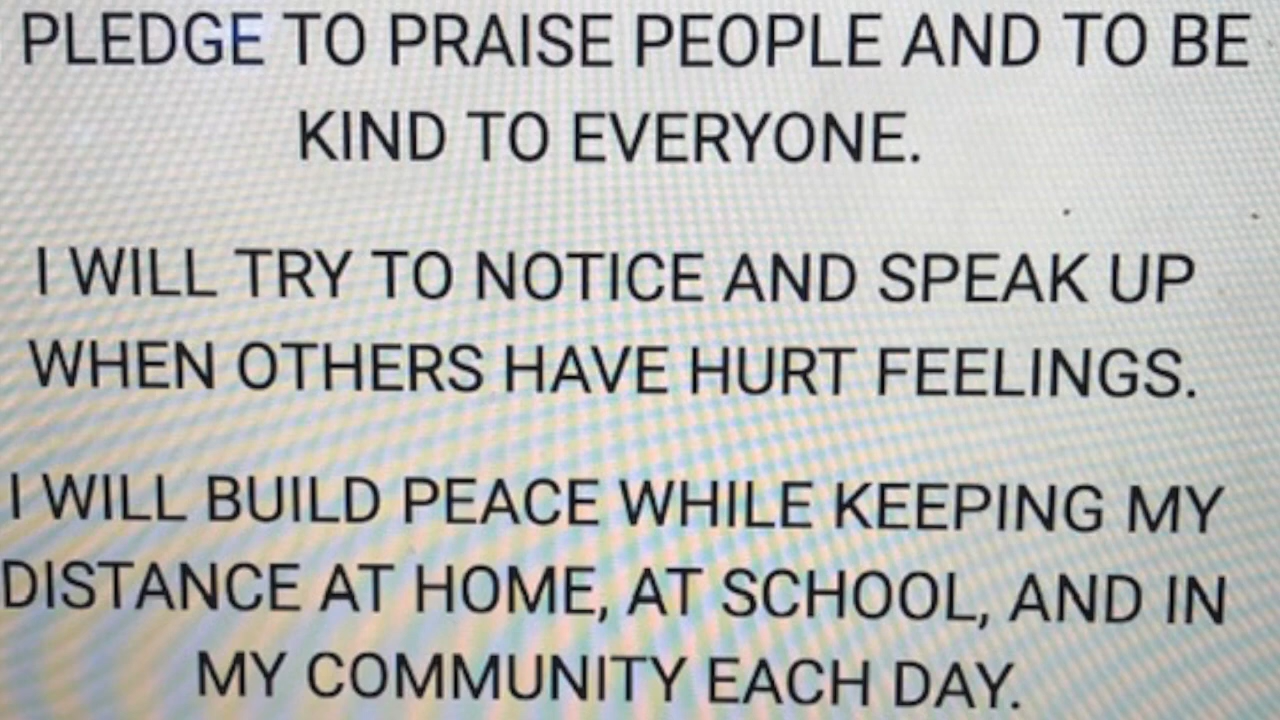 PLEDGE TO PRAISE PEOPLE AND TO BE
KIND TO EVERYONE.
I WILL TRY TO NOTICE AND SPEAK UP
WHEN OTHERS HAVE HURT FEELINGS.
I WILL BUILD PEACE WHILE KEEPING MY
DISTANCE AT HOME, AT SCHOOL, AND IN
MY COMMUNITY EACH DAY.